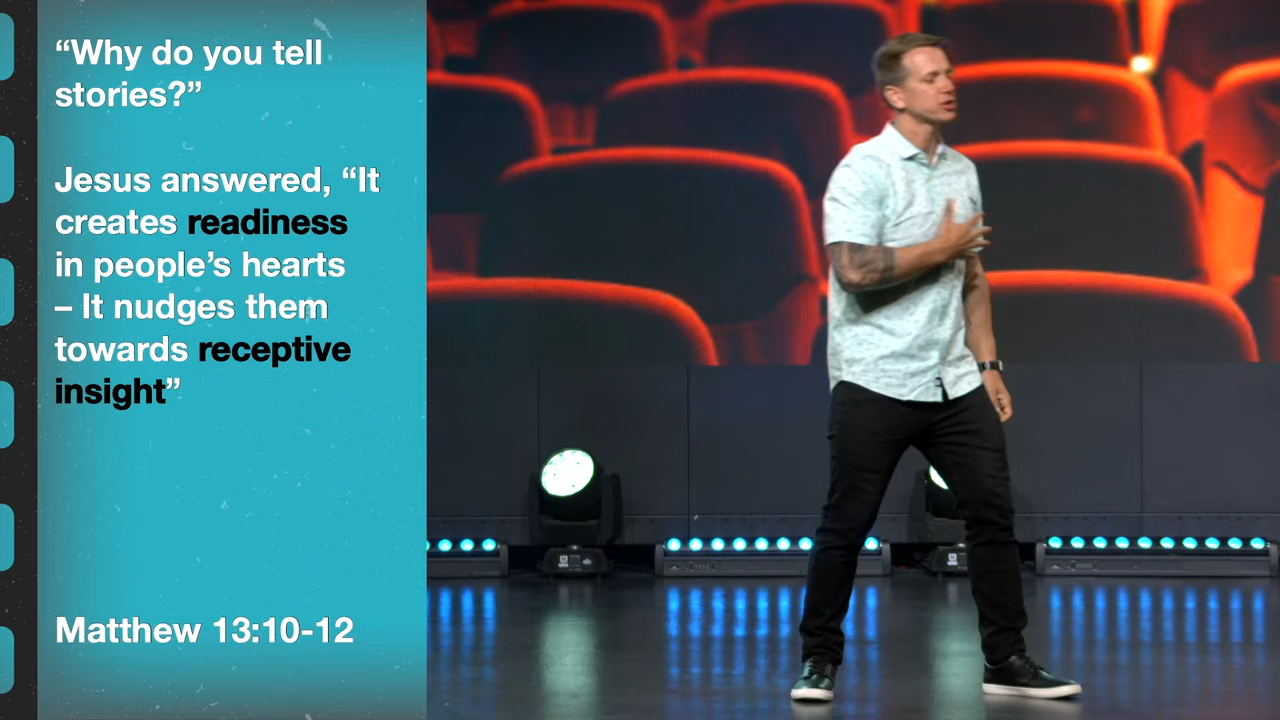 “Why do you tell
stories?”
Jesus answered, “It
creates readiness
in people’s hearts
– It nudges them
towards receptive
insight”
Matthew 13:10-12